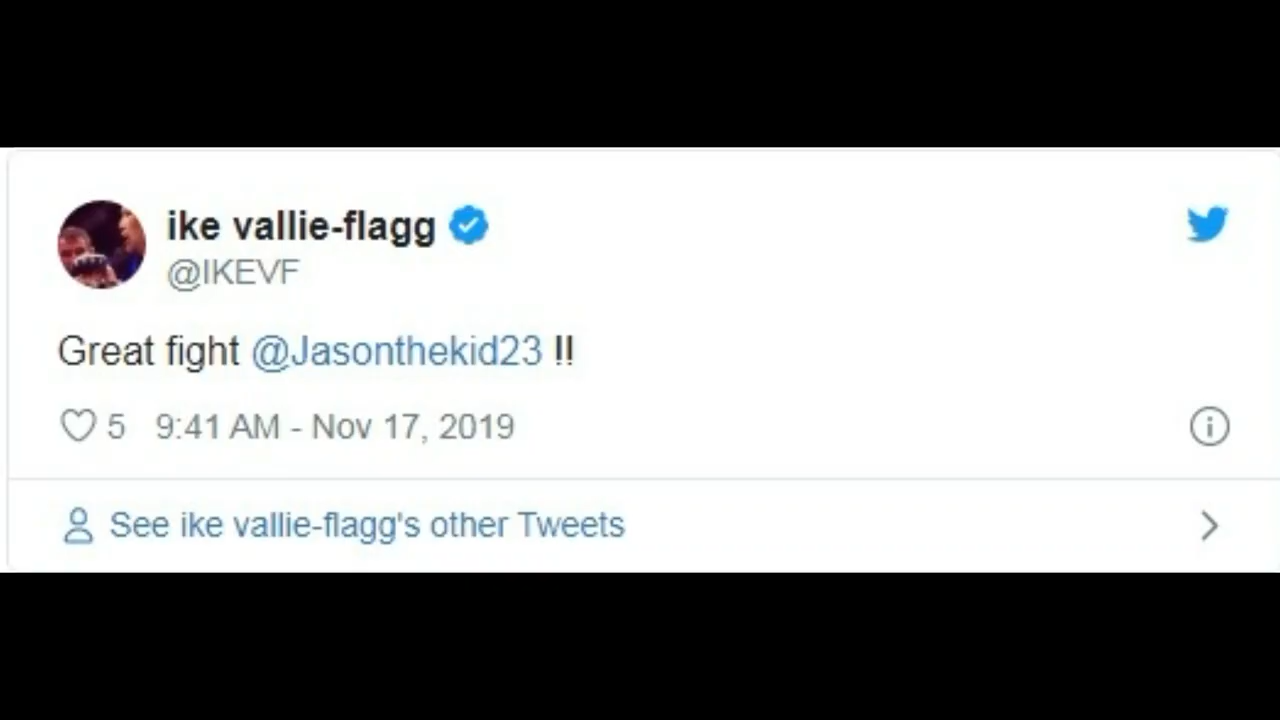 ike vallie-flagg
@IKEVF
Great fight @Jasonthekid23 !!
5 9:41 AM - Nov 17, 2019
See ike vallie-flagg's other Tweets